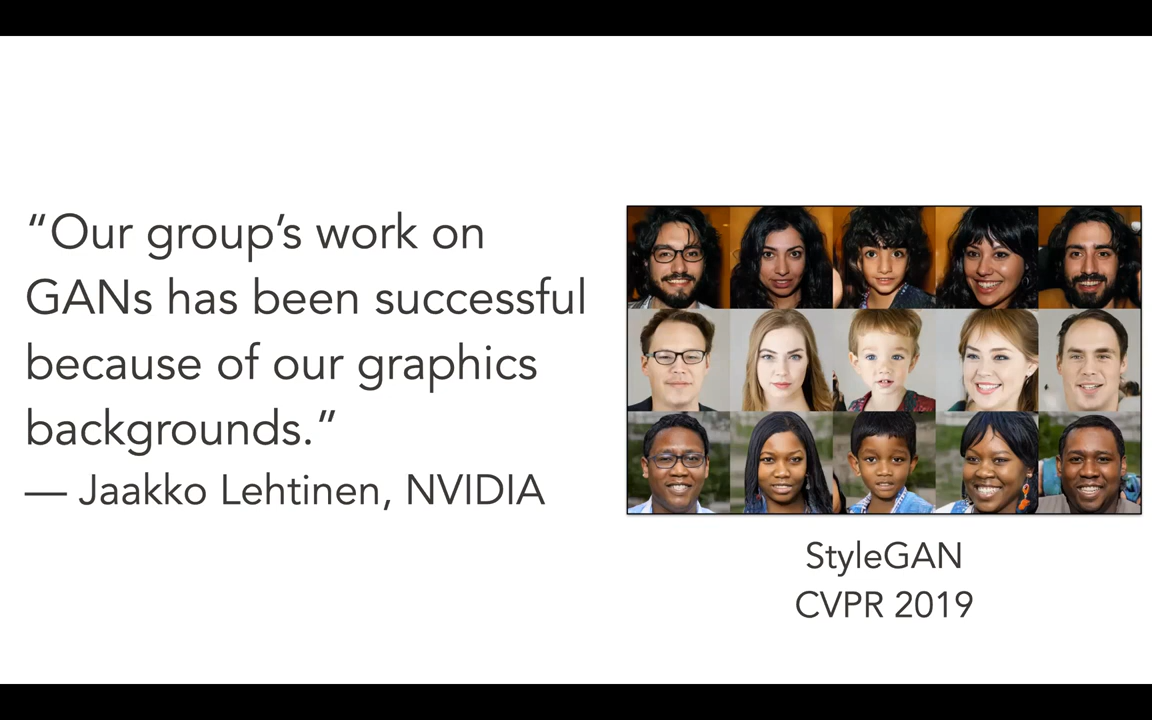 “Our group’s work on
GANs has been successful
because of our graphics
backgrounds.”
— Jaakko Lehtinen, NVIDIA
StyleGAN
CVPR 2019